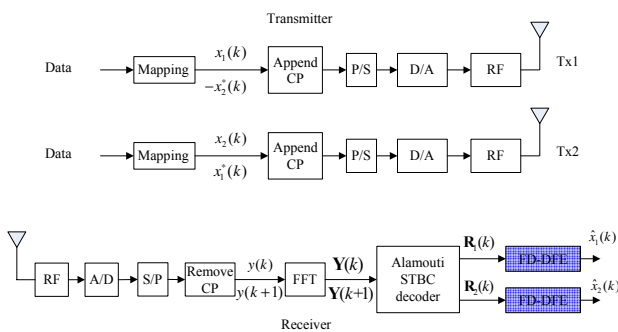 Transmitter
Data
Mapping
x₁(k)
−x₂*(k)
Append
CP
P/S
D/A
RF
Tx1
Data
Mapping
x₂(k)
x₁*(k)
Append
CP
P/S
D/A
RF
Tx2
RF
A/D
S/P
Remove
CP
y(k)
y(k+1)
FFT
Y(k)
Y(k+1)
Alamouti
STBC
decoder
R₁(k)
FD-DFE
x̂₁(k)
R₂(k)
FD-DFE
x̂₂(k)
Receiver